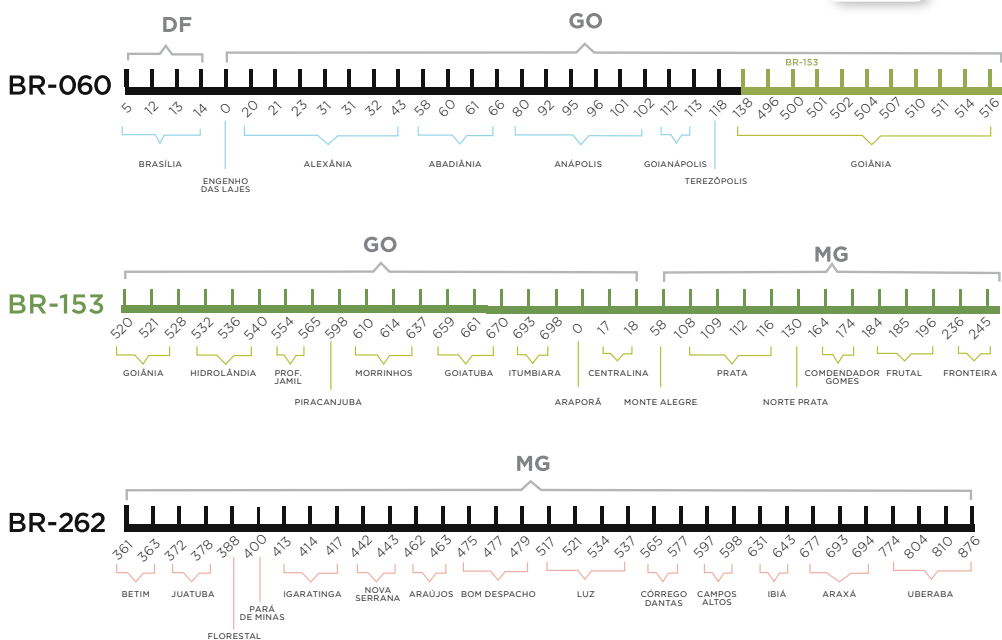 DF
GO
BR-060
BR-153
5 12 13 14 0 20 21 23 31 31 32 43 58 60 61 66 80 92 95 96 101 102 112 113 118 138 496 500 501 502 504 507 510 511 514 516
BRASÍLIA
ENGENHO
DAS LAJES
ALEXÂNIA
ABADIÂNIA
ANÁPOLIS
GOIANÁPOLIS
TEREZÓPOLIS
GOIÂNIA
GO
MG
BR-153
520 521 528 532 536 540 554 565 598 610 614 637 659 661 670 693 698 0 17 18 58 108 109 112 116 130 164 174 184 185 196 236 245
GOIÂNIA
HIDROLÂNDIA
PROF.
JAMIL
PIRACANJUBA
MORRINHOS
GOIATUBA
ITUMBIARA
ARAPORÃ
CENTRALINA
MONTE ALEGRE
PRATA
NORTE PRATA
COMDENDADOR
GOMES
FRUTAL
FRONTEIRA
MG
BR-262
361 363 372 378 388 400 413 414 417 442 443 462 463 475 477 479 517 521 534 537 565 577 597 598 631 643 677 693 694 774 804 810 876
BETIM
JUATUBA
FLORESTAL
PARÁ
DE MINAS
IGARATINGA
NOVA
SERRANA
ARAÚJOS
BOM DESPACHO
LUZ
CÓRREGO
DANTAS
CAMPOS
ALTOS
IBIÁ
ARAXÁ
UBERABA